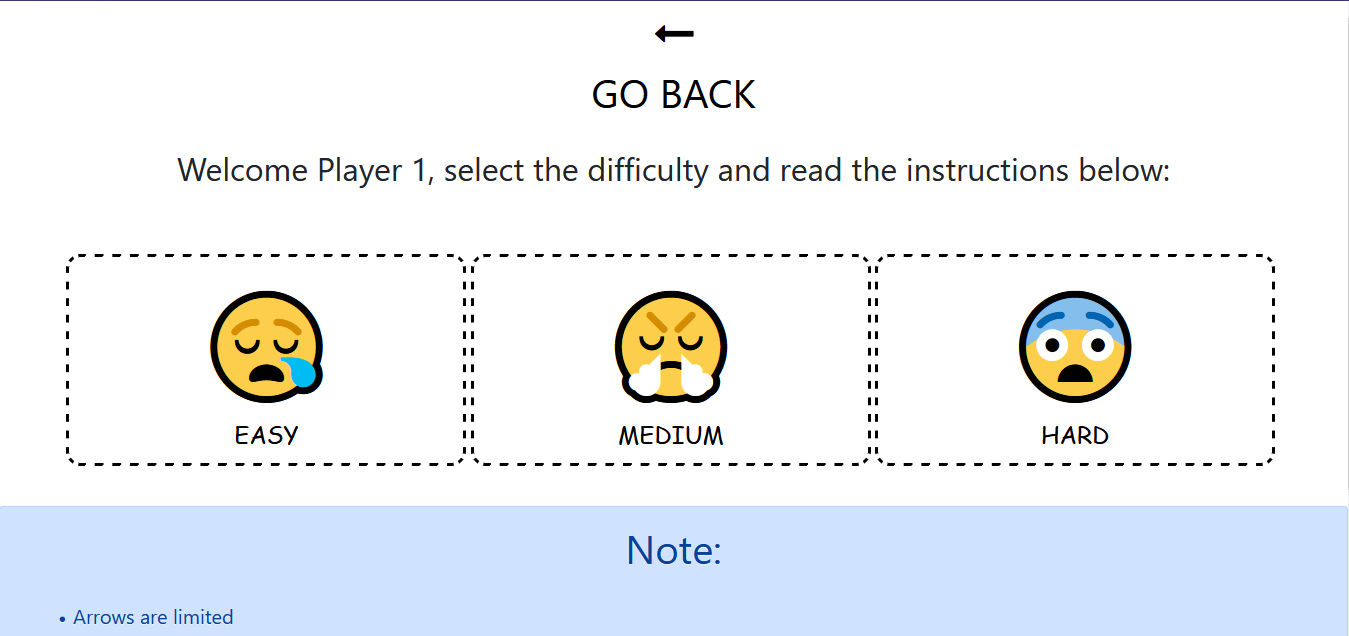 GO BACK
Welcome Player 1, select the difficulty and read the instructions below:
EASY
MEDIUM
HARD
Note:
• Arrows are limited